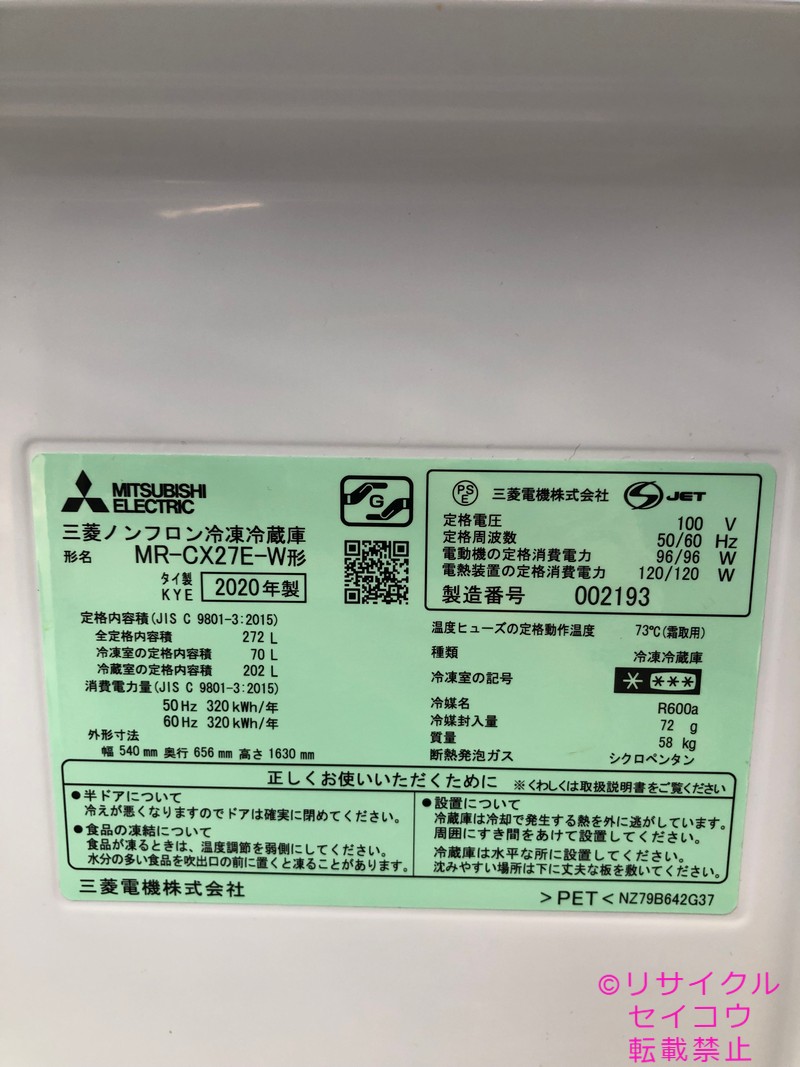 MITSUBISHI
ELECTRIC
G
三菱ノンフロン冷凍冷蔵庫
形名 MR-CX27E-W形
タイ製
KYE 2020年製
定格内容積(JIS C 9801-3:2015)
全定格内容積 272 L
冷凍室の定格内容積 70 L
冷蔵室の定格内容積 202 L
消費電力量(JIS C 9801-3:2015)
50Hz 320kWh/年
60Hz 320kWh/年
外形寸法
幅 540mm 奥行 656mm 高さ 1630mm
PS
E 三菱電機株式会社 S JET
定格電圧 100 V
定格周波数 50/60 Hz
電動機の定格消費電力 96/96 W
電熱装置の定格消費電力 120/120 W
製造番号 002193
温度ヒューズの定格動作温度 73℃(霜取用)
種類 冷凍冷蔵庫
冷凍室の記号 * ***
冷媒名 R600a
冷媒封入量 72 g
質量 58 kg
断熱発泡ガス シクロペンタン
正しくお使いいただくために ※くわしくは取扱説明書をご覧ください
●半ドアについて
冷えが悪くなりますのでドアは確実に閉めてください。
●食品の凍結について
食品が凍るときは、温度調節を弱側にしてください。
水分の多い食品を吹出口の前に置くと凍ることがあります。
●設置について
冷蔵庫は冷却で発生する熱を外に逃がしています。
周囲にすき間をあけて設置してください。
冷蔵庫は水平な所に設置してください。
沈みやすい場所は下に丈夫な板を敷いてください。
三菱電機株式会社
>PET< NZ79B642G37
©リサイクル
セイコウ
転載禁止